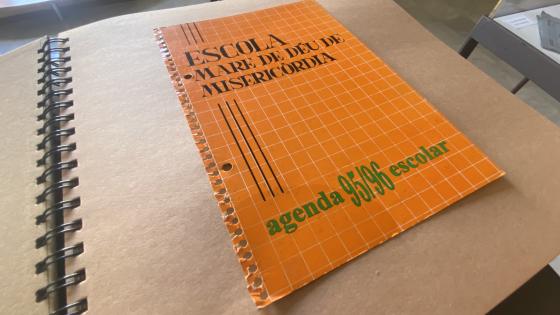 ESCOLA
MARE DE DÉU DE
MISERICÒRDIA
agenda 95/96 escolar